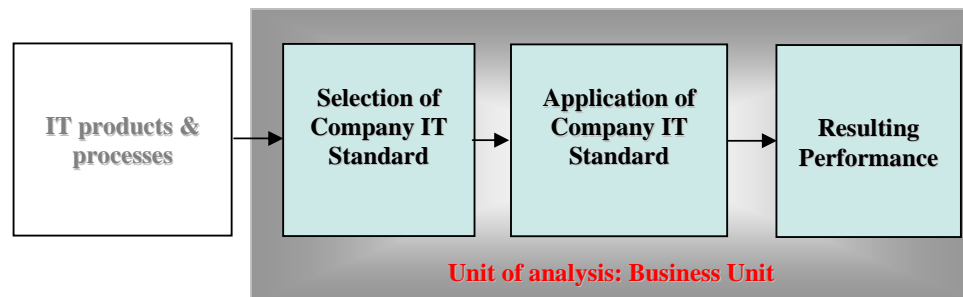 IT products &
processes
Selection of
Company IT
Standard
Application of
Company IT
Standard
Resulting
Performance
Unit of analysis: Business Unit